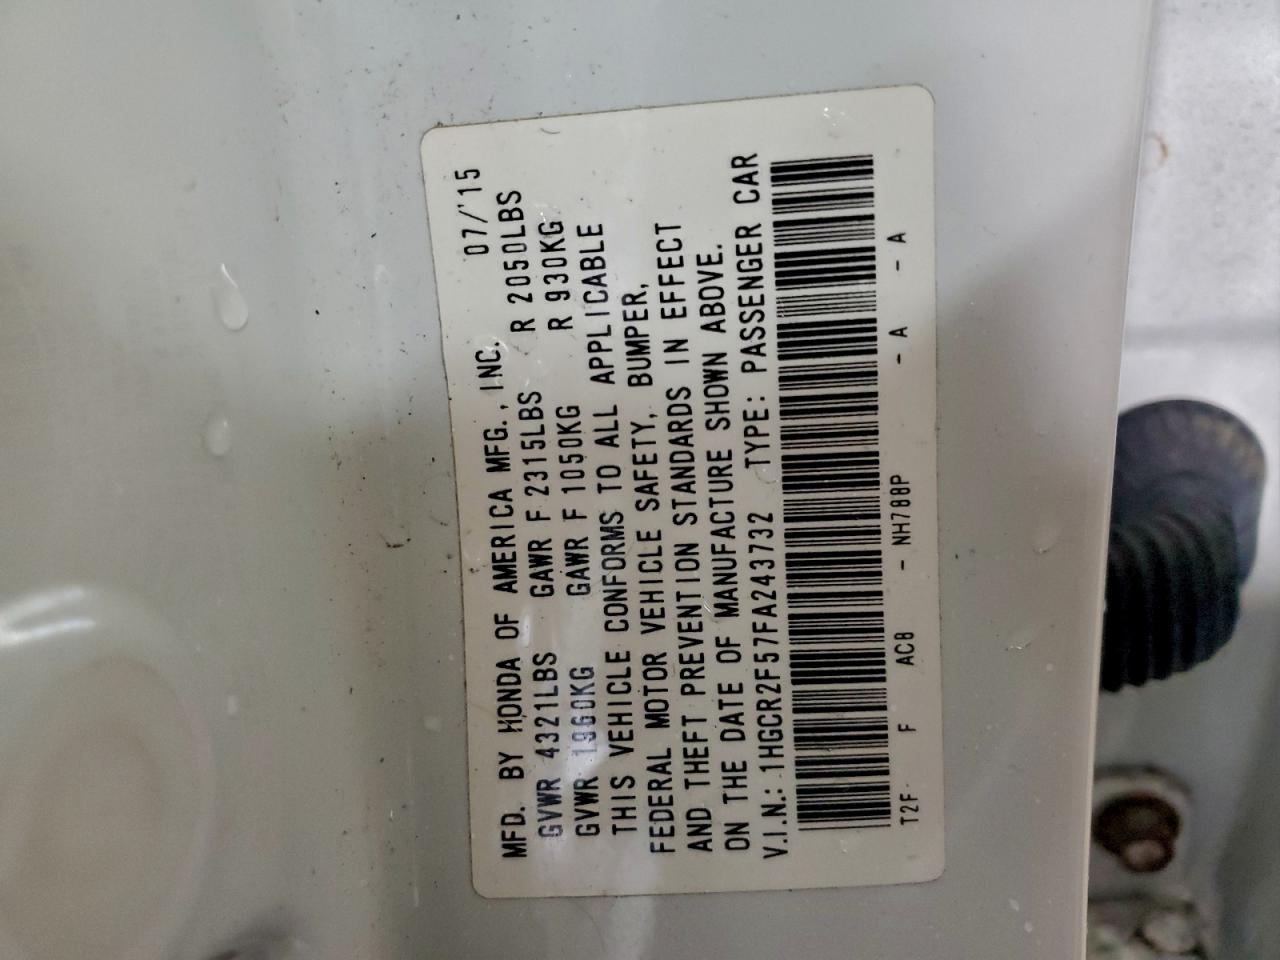 MFD. BY HONDA OF AMERICA MFG., INC. 07/'15
GVWR 4321LBS GAWR F 2315LBS R 2050LBS
GVWR 1960KG GAWR F 1050KG R 930KG
THIS VEHICLE CONFORMS TO ALL APPLICABLE
FEDERAL MOTOR VEHICLE SAFETY, BUMPER,
AND THEFT PREVENTION STANDARDS IN EFFECT
ON THE DATE OF MANUFACTURE SHOWN ABOVE.
V.I.N.: 1HGCR2F57FA243732 TYPE: PASSENGER CAR
T2F F AC8 - NH788P - A - A